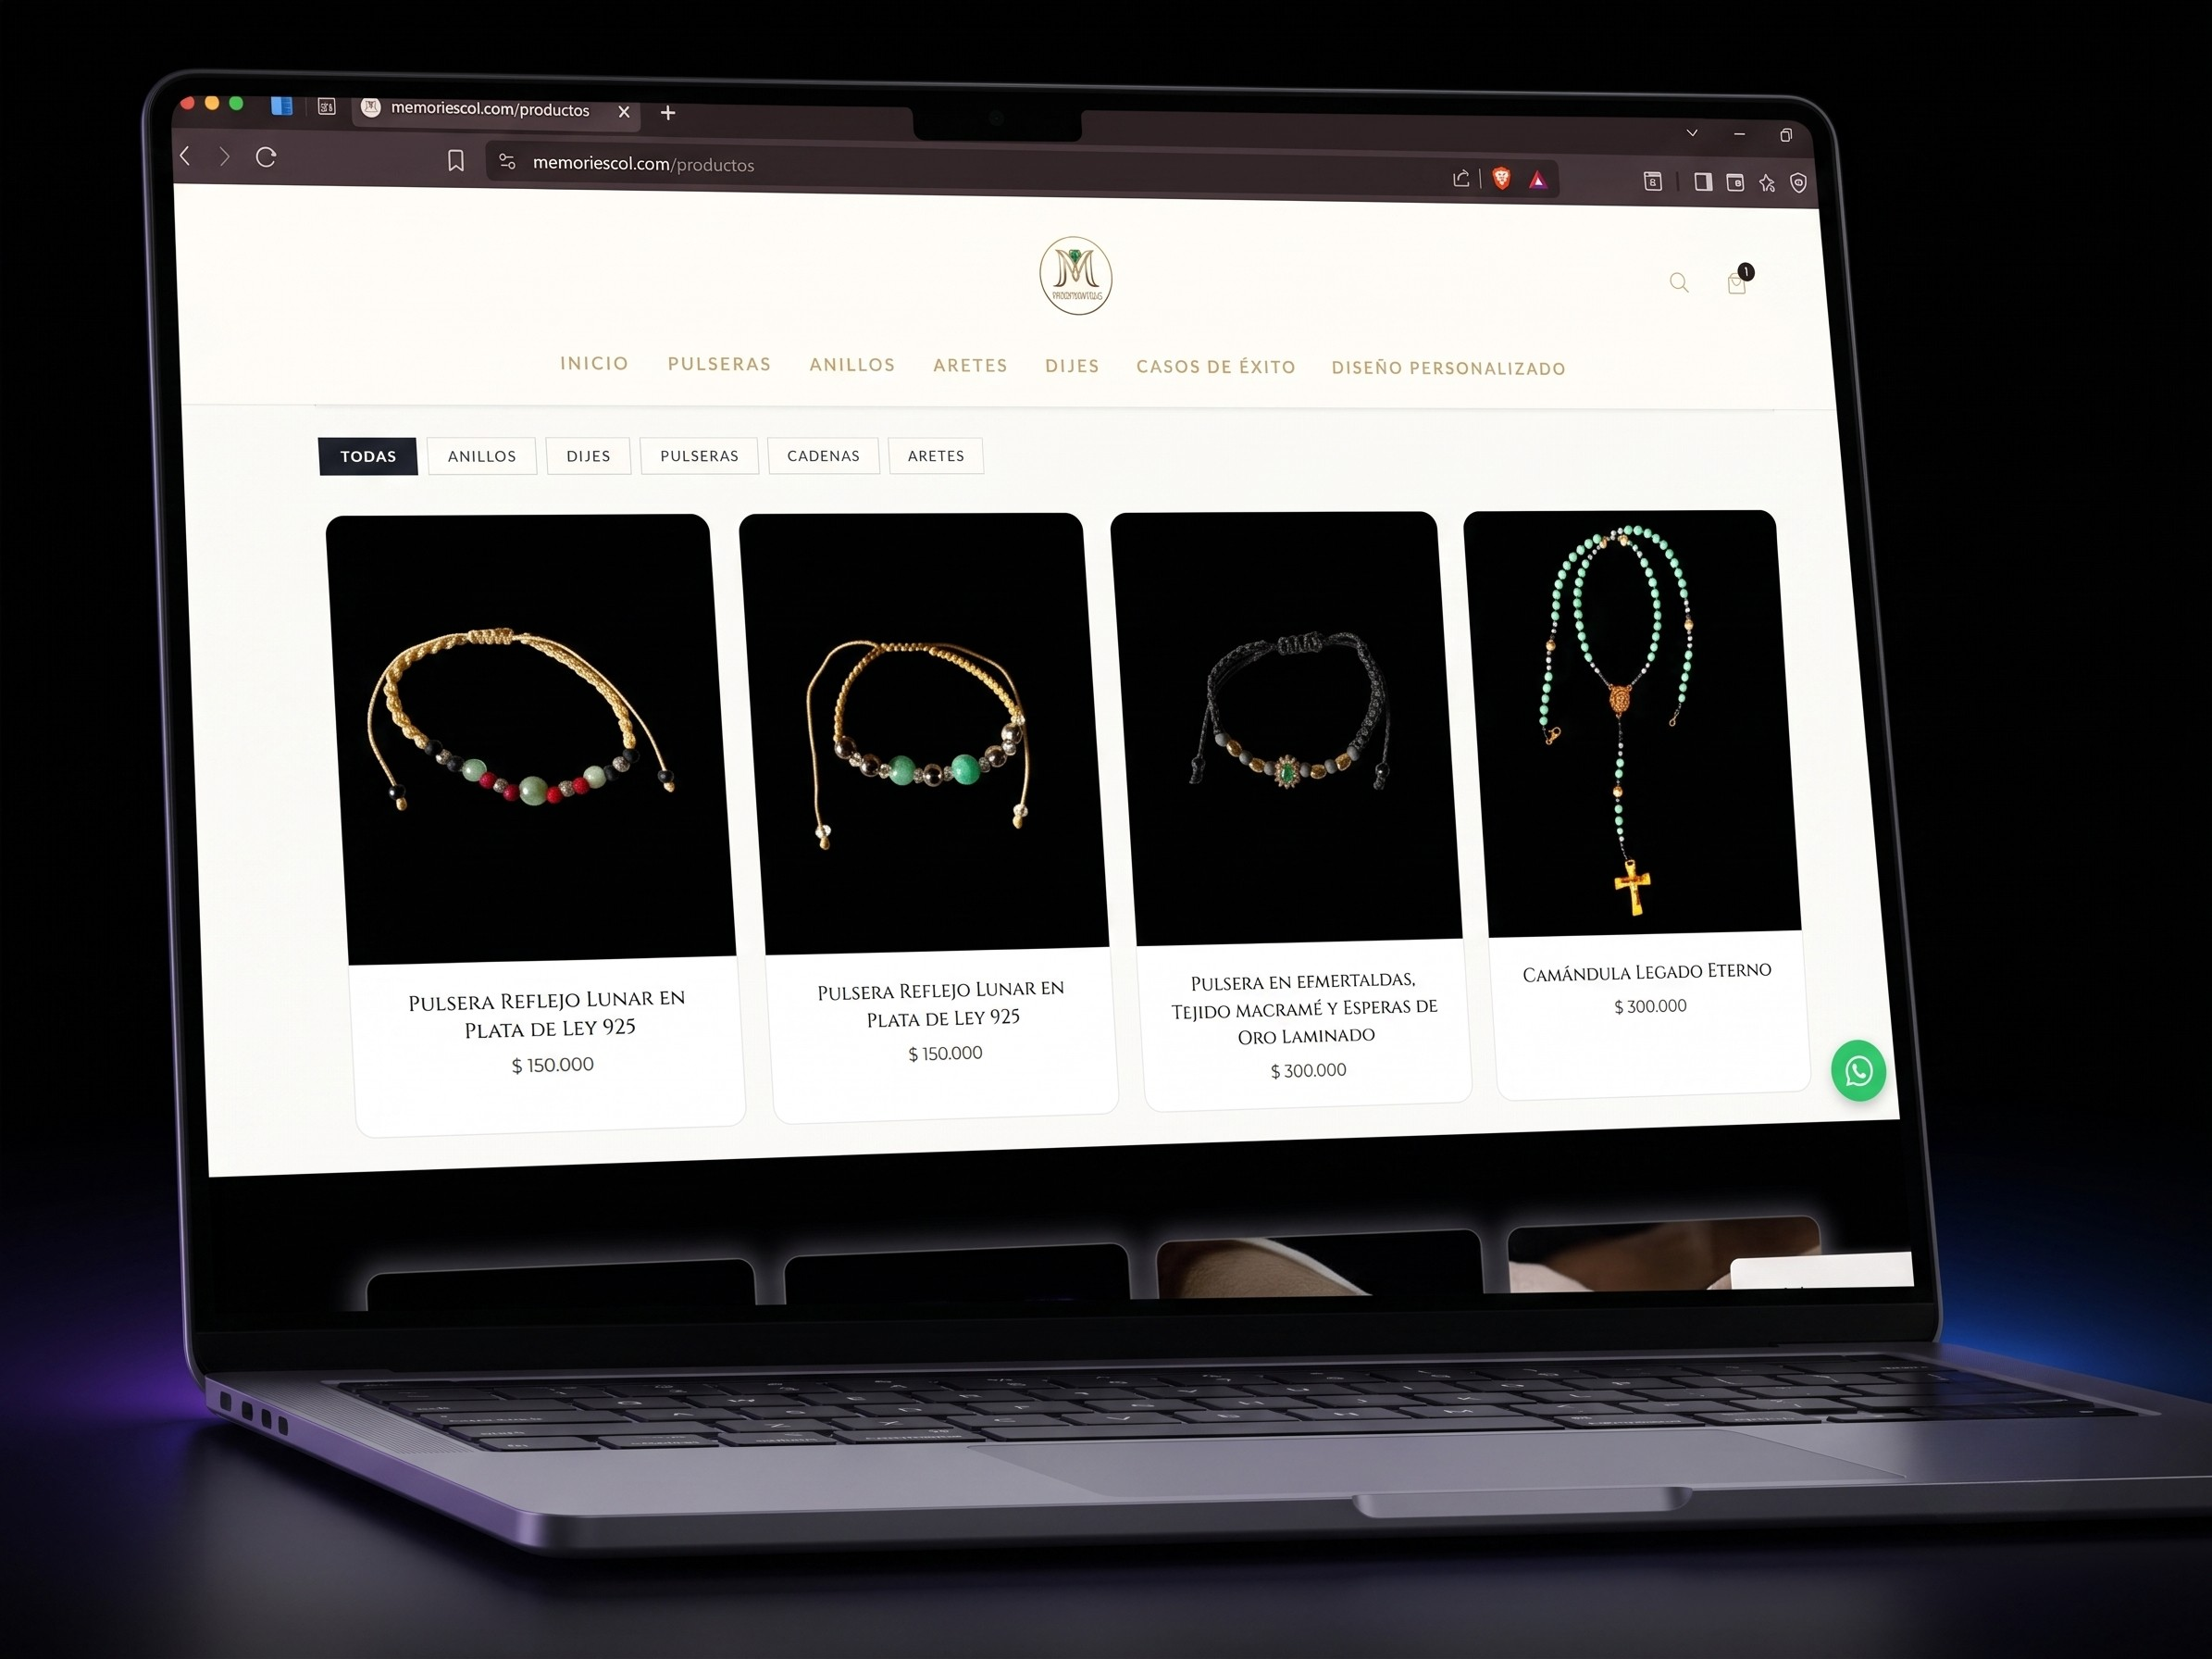 memoriescol.com/productos
memoriescol.com/productos
M
1
INICIO PULSERAS ANILLOS ARETES DIJES CASOS DE ÉXITO DISEÑO PERSONALIZADO
TODAS ANILLOS DIJES PULSERAS CADENAS ARETES
PULSERA REFLEJO LUNAR EN
PLATA DE LEY 925
$ 150.000
PULSERA REFLEJO LUNAR EN
PLATA DE LEY 925
$ 150.000
PULSERA EN EFMERTALDAS,
TEJIDO MACRAMÉ Y ESPERAS DE
ORO LAMINADO
$ 300.000
CAMÁNDULA LEGADO ETERNO
$ 300.000